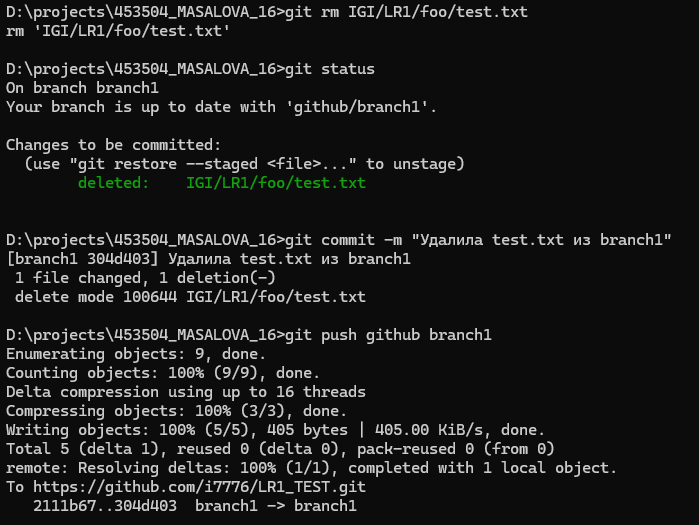 D:\projects\453504_MASALOVA_16>git rm IGI/LR1/foo/test.txt
rm 'IGI/LR1/foo/test.txt'
D:\projects\453504_MASALOVA_16>git status
On branch branch1
Your branch is up to date with 'github/branch1'.
Changes to be committed:
  (use "git restore --staged <file>..." to unstage)
        deleted:    IGI/LR1/foo/test.txt
D:\projects\453504_MASALOVA_16>git commit -m "Удалила test.txt из branch1"
[branch1 304d403] Удалила test.txt из branch1
 1 file changed, 1 deletion(-)
 delete mode 100644 IGI/LR1/foo/test.txt
D:\projects\453504_MASALOVA_16>git push github branch1
Enumerating objects: 9, done.
Counting objects: 100% (9/9), done.
Delta compression using up to 16 threads
Compressing objects: 100% (3/3), done.
Writing objects: 100% (5/5), 405 bytes | 405.00 KiB/s, done.
Total 5 (delta 1), reused 0 (delta 0), pack-reused 0 (from 0)
remote: Resolving deltas: 100% (1/1), completed with 1 local object.
To https://github.com/i7776/LR1_TEST.git
   2111b67..304d403  branch1 -> branch1